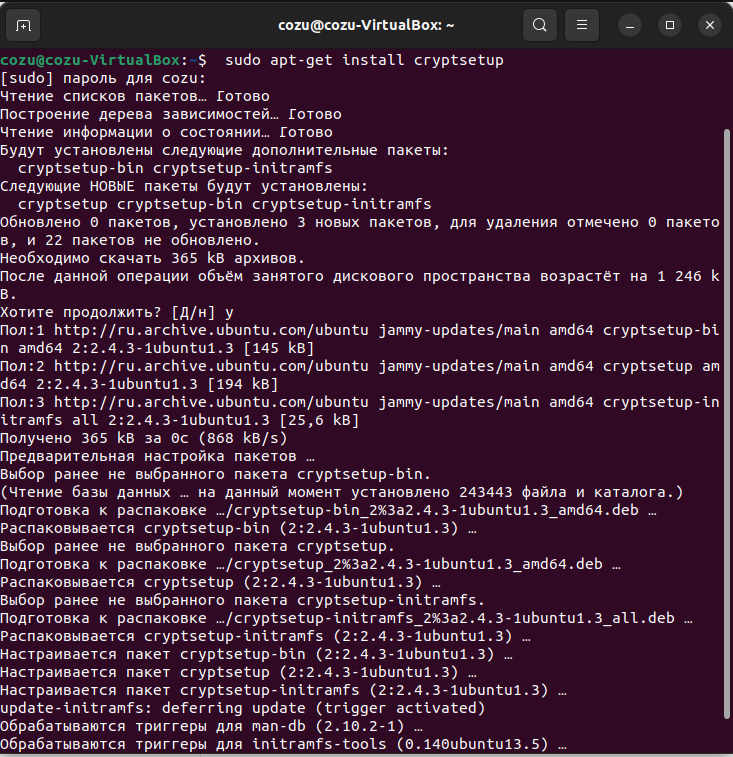 cozu@cozu-VirtualBox: ~
cozu@cozu-VirtualBox:~$  sudo apt-get install cryptsetup
[sudo] пароль для cozu:
Чтение списков пакетов… Готово
Построение дерева зависимостей… Готово
Чтение информации о состоянии… Готово
Будут установлены следующие дополнительные пакеты:
  cryptsetup-bin cryptsetup-initramfs
Следующие НОВЫЕ пакеты будут установлены:
  cryptsetup cryptsetup-bin cryptsetup-initramfs
Обновлено 0 пакетов, установлено 3 новых пакетов, для удаления отмечено 0 пакето
в, и 22 пакетов не обновлено.
Необходимо скачать 365 kB архивов.
После данной операции объём занятого дискового пространства возрастёт на 1 246 k
B.
Хотите продолжить? [Д/н] y
Пол:1 http://ru.archive.ubuntu.com/ubuntu jammy-updates/main amd64 cryptsetup-bi
n amd64 2:2.4.3-1ubuntu1.3 [145 kB]
Пол:2 http://ru.archive.ubuntu.com/ubuntu jammy-updates/main amd64 cryptsetup am
d64 2:2.4.3-1ubuntu1.3 [194 kB]
Пол:3 http://ru.archive.ubuntu.com/ubuntu jammy-updates/main amd64 cryptsetup-in
itramfs all 2:2.4.3-1ubuntu1.3 [25,6 kB]
Получено 365 kB за 0с (868 kB/s)
Предварительная настройка пакетов …
Выбор ранее не выбранного пакета cryptsetup-bin.
(Чтение базы данных … на данный момент установлено 243443 файла и каталога.)
Подготовка к распаковке …/cryptsetup-bin_2%3a2.4.3-1ubuntu1.3_amd64.deb …
Распаковывается cryptsetup-bin (2:2.4.3-1ubuntu1.3) …
Выбор ранее не выбранного пакета cryptsetup.
Подготовка к распаковке …/cryptsetup_2%3a2.4.3-1ubuntu1.3_amd64.deb …
Распаковывается cryptsetup (2:2.4.3-1ubuntu1.3) …
Выбор ранее не выбранного пакета cryptsetup-initramfs.
Подготовка к распаковке …/cryptsetup-initramfs_2%3a2.4.3-1ubuntu1.3_all.deb …
Распаковывается cryptsetup-initramfs (2:2.4.3-1ubuntu1.3) …
Настраивается пакет cryptsetup-bin (2:2.4.3-1ubuntu1.3) …
Настраивается пакет cryptsetup (2:2.4.3-1ubuntu1.3) …
Настраивается пакет cryptsetup-initramfs (2:2.4.3-1ubuntu1.3) …
update-initramfs: deferring update (trigger activated)
Обрабатываются триггеры для man-db (2.10.2-1) …
Обрабатываются триггеры для initramfs-tools (0.140ubuntu13.5) …